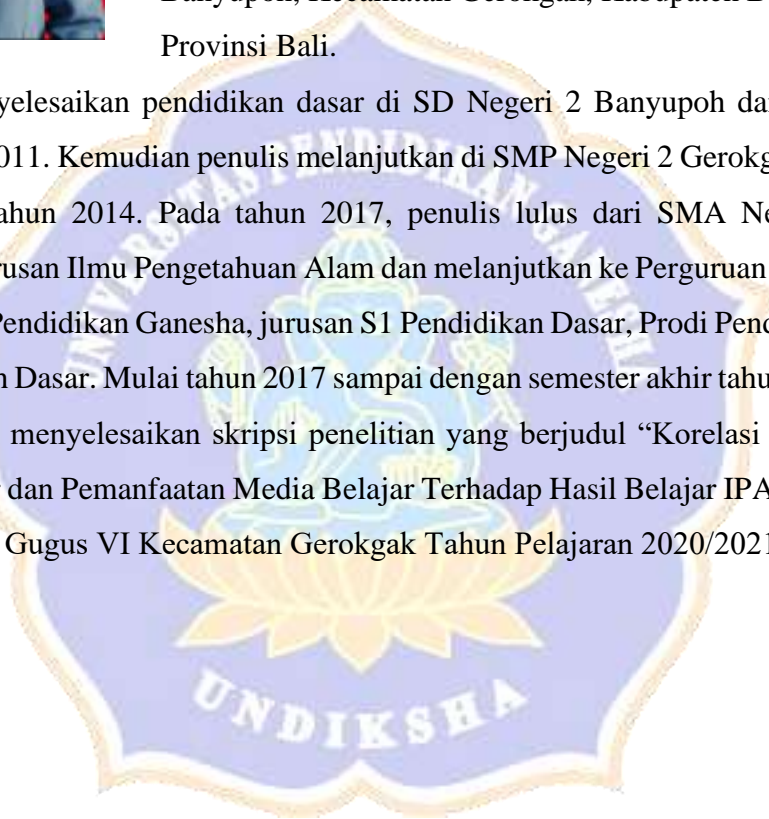 Provinsi Bali.
yelesaikan pendidikan dasar di SD Negeri 2 Banyupoh da
011. Kemudian penulis melanjutkan di SMP Negeri 2 Gerokg
ahun 2014. Pada tahun 2017, penulis lulus dari SMA Ne
rusan Ilmu Pengetahuan Alam dan melanjutkan ke Perguruan
Pendidikan Ganesha, jurusan S1 Pendidikan Dasar, Prodi Pend
n Dasar. Mulai tahun 2017 sampai dengan semester akhir tahu
menyelesaikan skripsi penelitian yang berjudul “Korelasi
dan Pemanfaatan Media Belajar Terhadap Hasil Belajar IPA
Gugus VI Kecamatan Gerokgak Tahun Pelajaran 2020/2021
UNIVERSITAS PENDIDIKAN GANESHA
UNDIKSHA